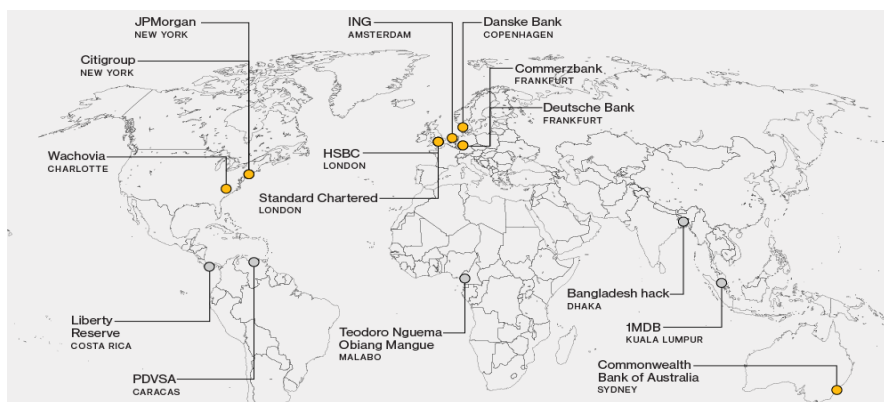 JPMorgan
NEW YORK
ING
AMSTERDAM
Danske Bank
COPENHAGEN
Citigroup
NEW YORK
Commerzbank
FRANKFURT
Deutsche Bank
FRANKFURT
Wachovia
CHARLOTTE
HSBC
LONDON
Standard Chartered
LONDON
Liberty
Reserve
COSTA RICA
PDVSA
CARACAS
Teodoro Nguema
Obiang Mangue
MALABO
Bangladesh hack
DHAKA
1MDB
KUALA LUMPUR
Commonwealth
Bank of Australia
SYDNEY